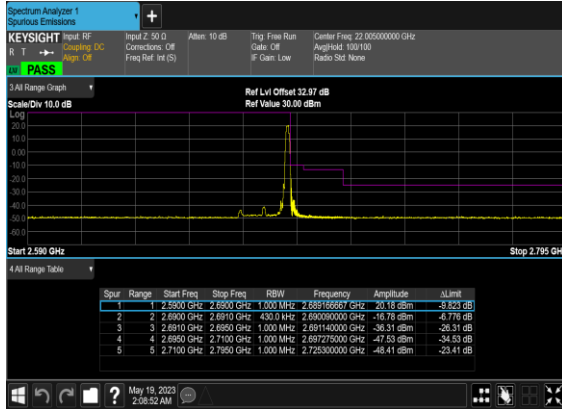 Spectrum Analyzer 1
Spurious Emissions
+
KEYSIGHT Input: RF Input Z: 50 Ω Atten: 10 dB Trig: Free Run Center Freq: 22.005000000 GHz
R T Coupling: DC Corrections: Off Gate: Off Avg|Hold: 100/100
Align: Off Freq Ref: Int (S) IF Gain: Low Radio Std: None
PASS
3 All Range Graph
Ref Lvl Offset 32.97 dB
Scale/Div 10.0 dB Ref Value 30.00 dBm
Log
20.0
10.0
0.00
-10.0
-20.0
-30.0
-40.0
-50.0
-60.0
Start 2.590 GHz Stop 2.795 GH
4 All Range Table
Spur Range Start Freq Stop Freq RBW Frequency Amplitude ΔLimit
1 1 2.5900 GHz 2.6900 GHz 1.000 MHz 2.689166667 GHz 20.18 dBm -9.823 dB
2 2 2.6900 GHz 2.6910 GHz 430.0 kHz 2.690090000 GHz -16.78 dBm -6.776 dB
3 3 2.6910 GHz 2.6950 GHz 1.000 MHz 2.691140000 GHz -36.31 dBm -26.31 dB
4 4 2.6950 GHz 2.7100 GHz 1.000 MHz 2.697275000 GHz -47.53 dBm -34.53 dB
5 5 2.7100 GHz 2.7950 GHz 1.000 MHz 2.725300000 GHz -48.41 dBm -23.41 dB
? May 19, 2023
2:08:52 AM